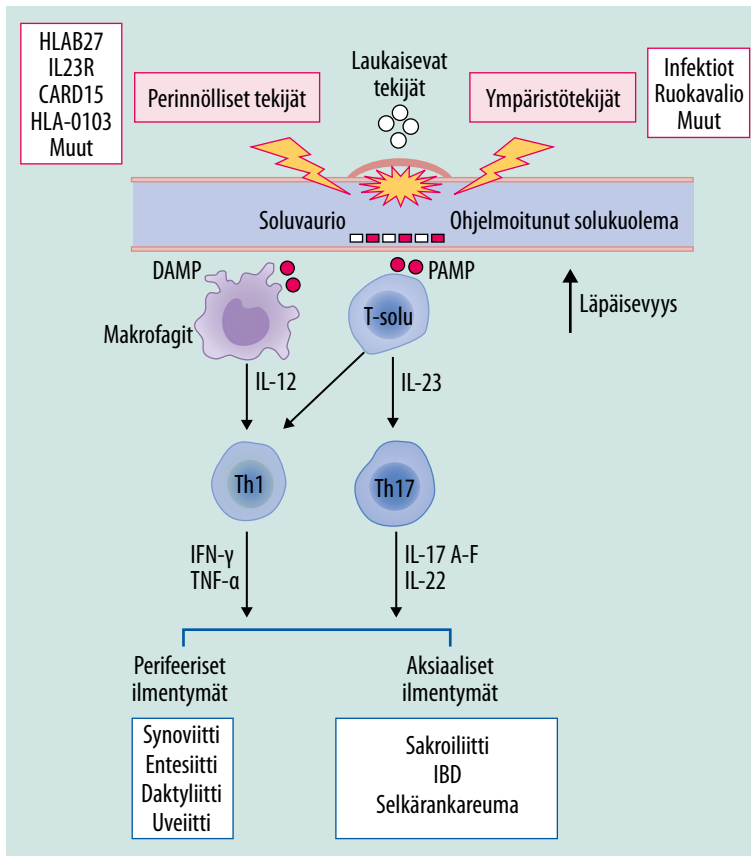 HLAB27
IL23R
CARD15
HLA-0103
Muut
Perinnölliset tekijät
Laukaisevat
tekijät
Ympäristötekijät
Infektiot
Ruokavalio
Muut
Soluvaurio
Ohjelmoitunut solukuolema
DAMP
PAMP
Makrofagit
T-solu
Läpäisevyys
IL-12
IL-23
Th1
Th17
IFN-γ
TNF-α
IL-17 A-F
IL-22
Perifeeriset
ilmentymät
Synoviitti
Entesiitti
Daktyliitti
Uveiitti
Aksiaaliset
ilmentymät
Sakroiliitti
IBD
Selkärankareuma